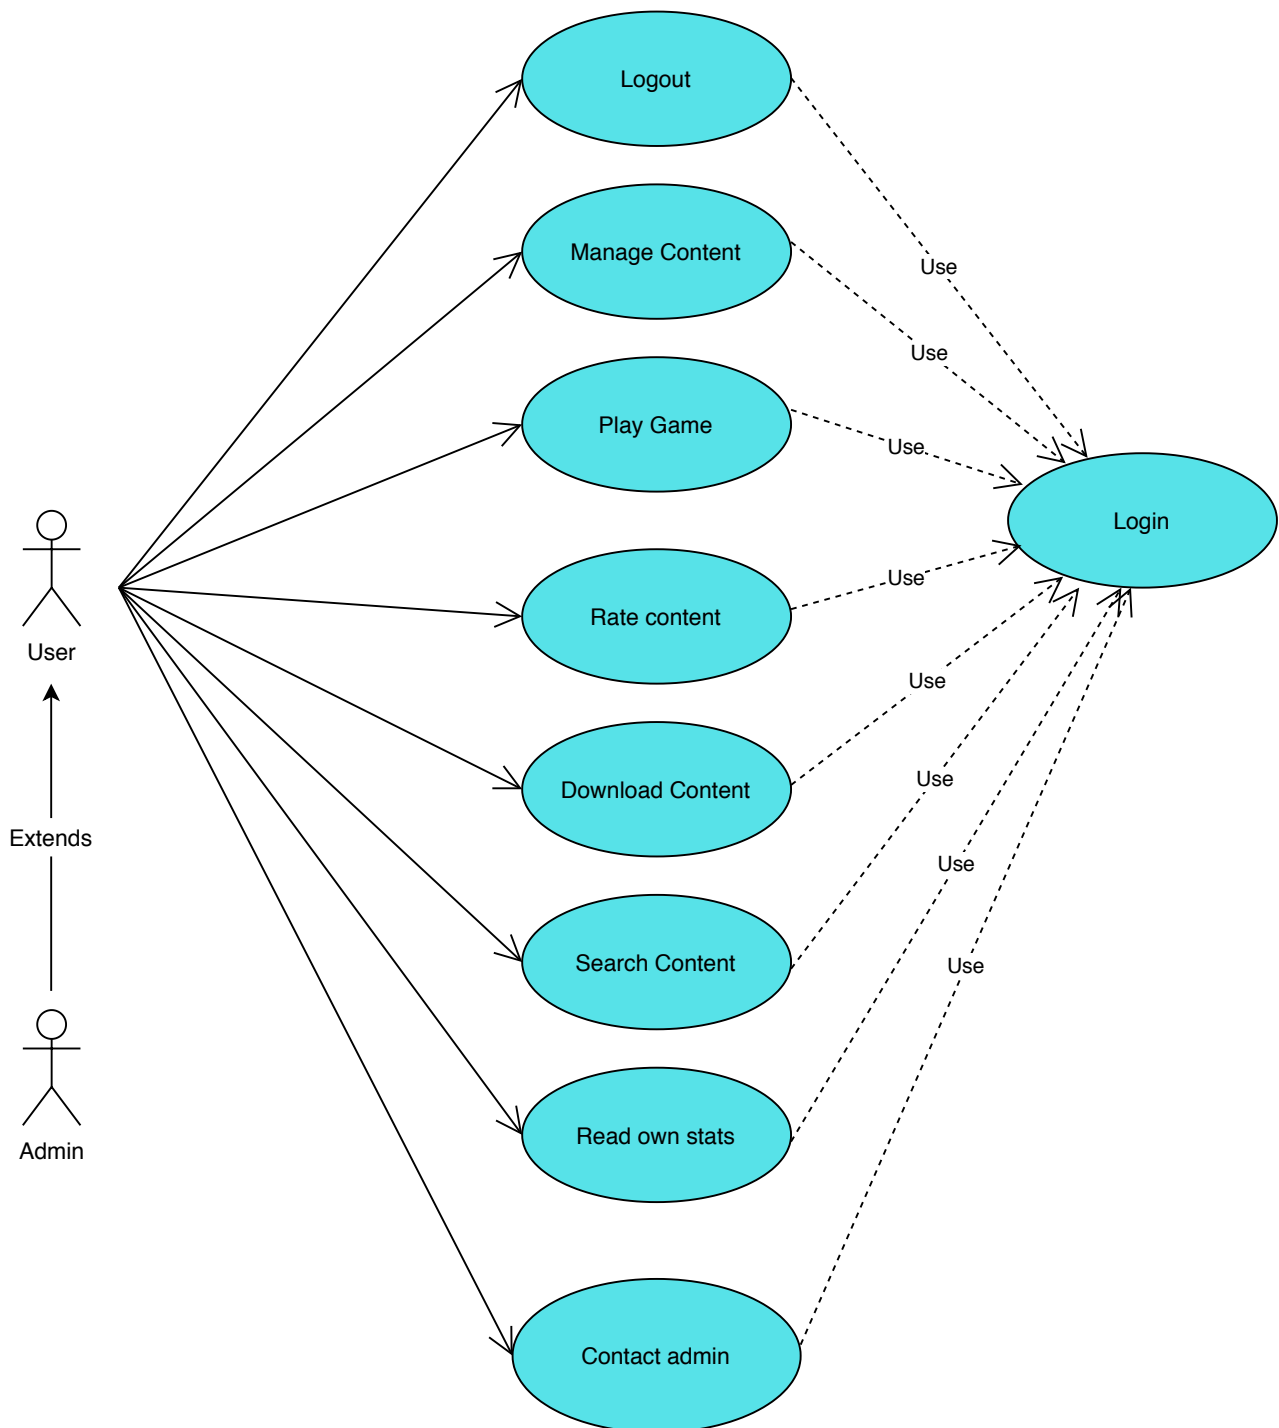 Logout
Manage Content
Play Game
Rate content
Download Content
Search Content
Read own stats
Contact admin
Login
User
Extends
Admin
Use
Use
Use
Use
Use
Use
Use
Use